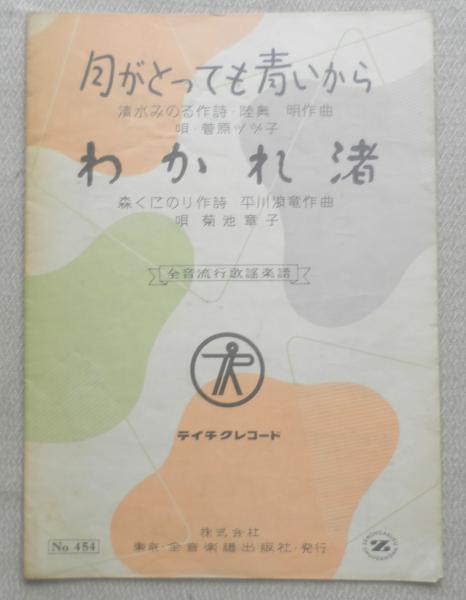 月がとっても青いから
清水みのる作詩・陸奥 明作曲
唄・菅原ツヅ子
わかれ渚
森くにのり作詩 平川浪竜作曲
唄 菊池章子
全音流行歌謡楽譜
テイチクレコード
株式会社
東京・全音楽譜出版社・発行
No 454
Z